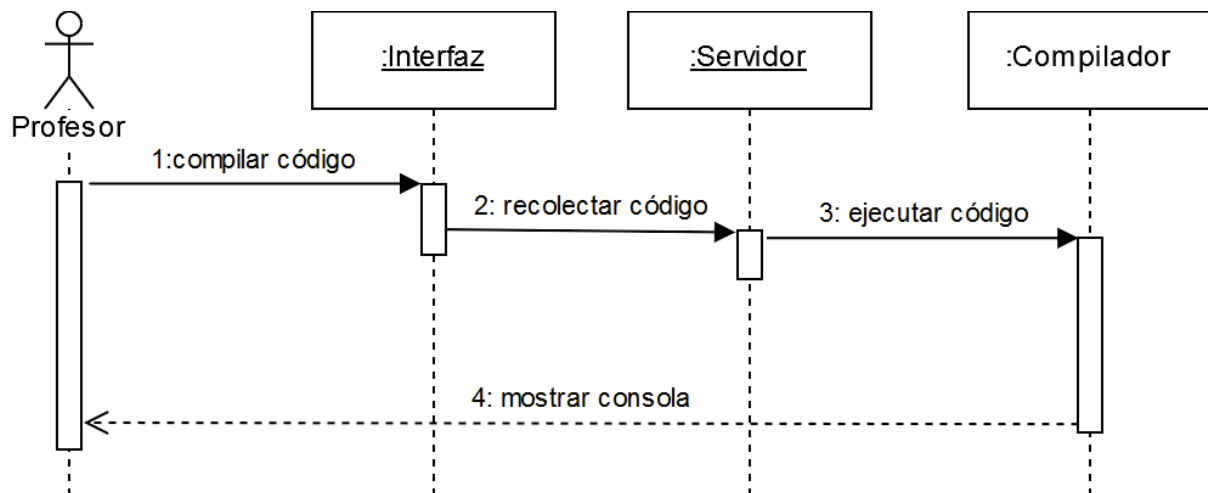 :Interfaz
:Servidor
:Compilador
Profesor
1:compilar código
2: recolectar código
3: ejecutar código
4: mostrar consola